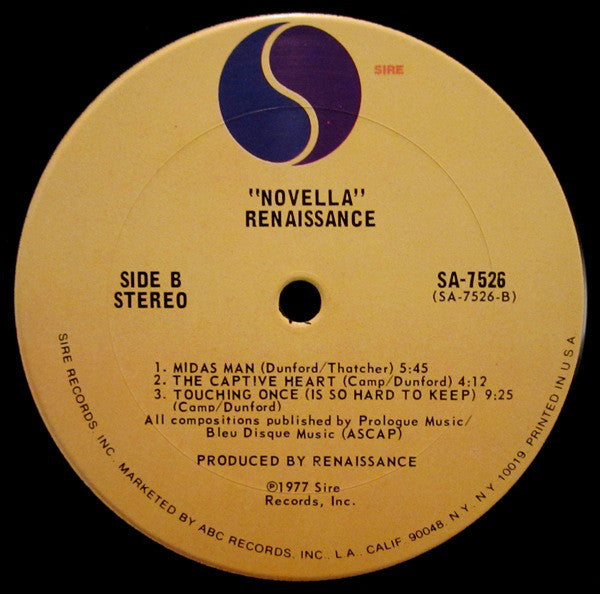 SIRE
"NOVELLA"
RENAISSANCE
SIDE B
STEREO
SA-7526
(SA-7526-B)
1. MIDAS MAN (Dunford/Thatcher) 5:45
2. THE CAPTIVE HEART (Camp/Dunford) 4:12
3. TOUCHING ONCE (IS SO HARD TO KEEP) 9:25
(Camp/Dunford)
All compositions published by Prologue Music/
Bleu Disque Music (ASCAP)
PRODUCED BY RENAISSANCE
℗1977 Sire
Records, Inc.
SIRE RECORDS, INC. MARKETED BY ABC RECORDS, INC., L.A., CALIF. 90048, N.Y., N.Y. 10019 PRINTED IN U S A